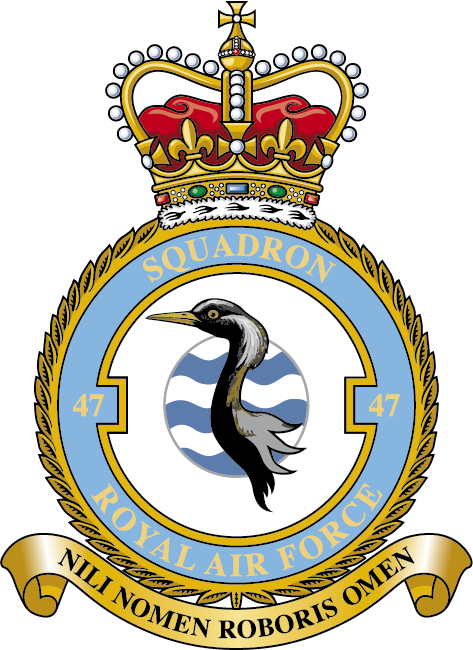 SQUADRON
47
47
ROYAL AIR FORCE
NILI NOMEN ROBORIS OMEN